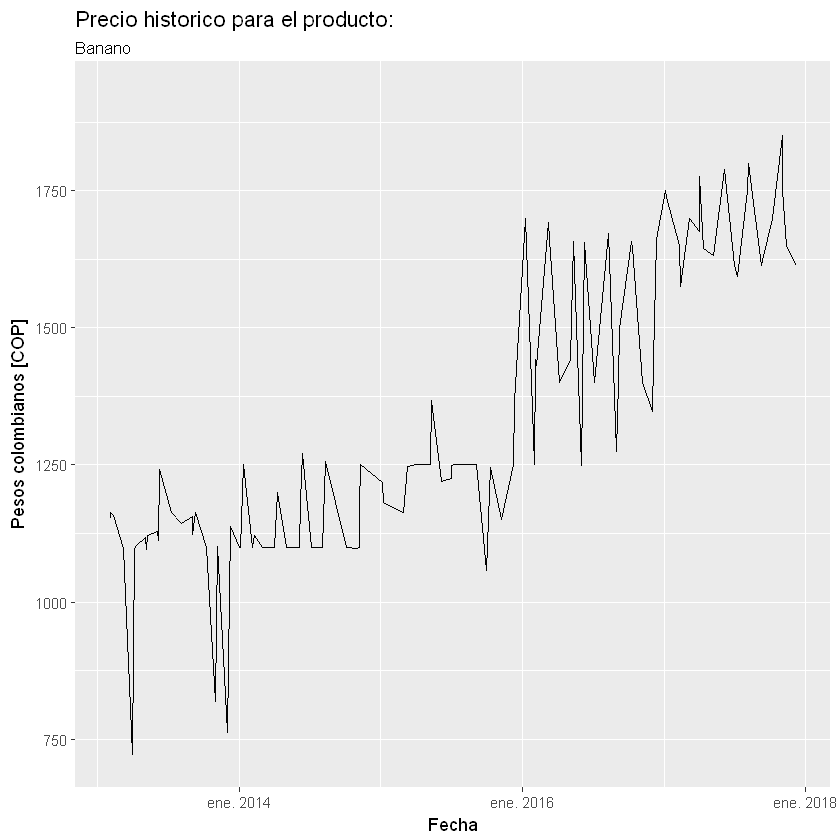 Precio historico para el producto:
Banano
Pesos colombianos [COP]
1750
1500
1250
1000
750
ene. 2014
ene. 2016
ene. 2018
Fecha